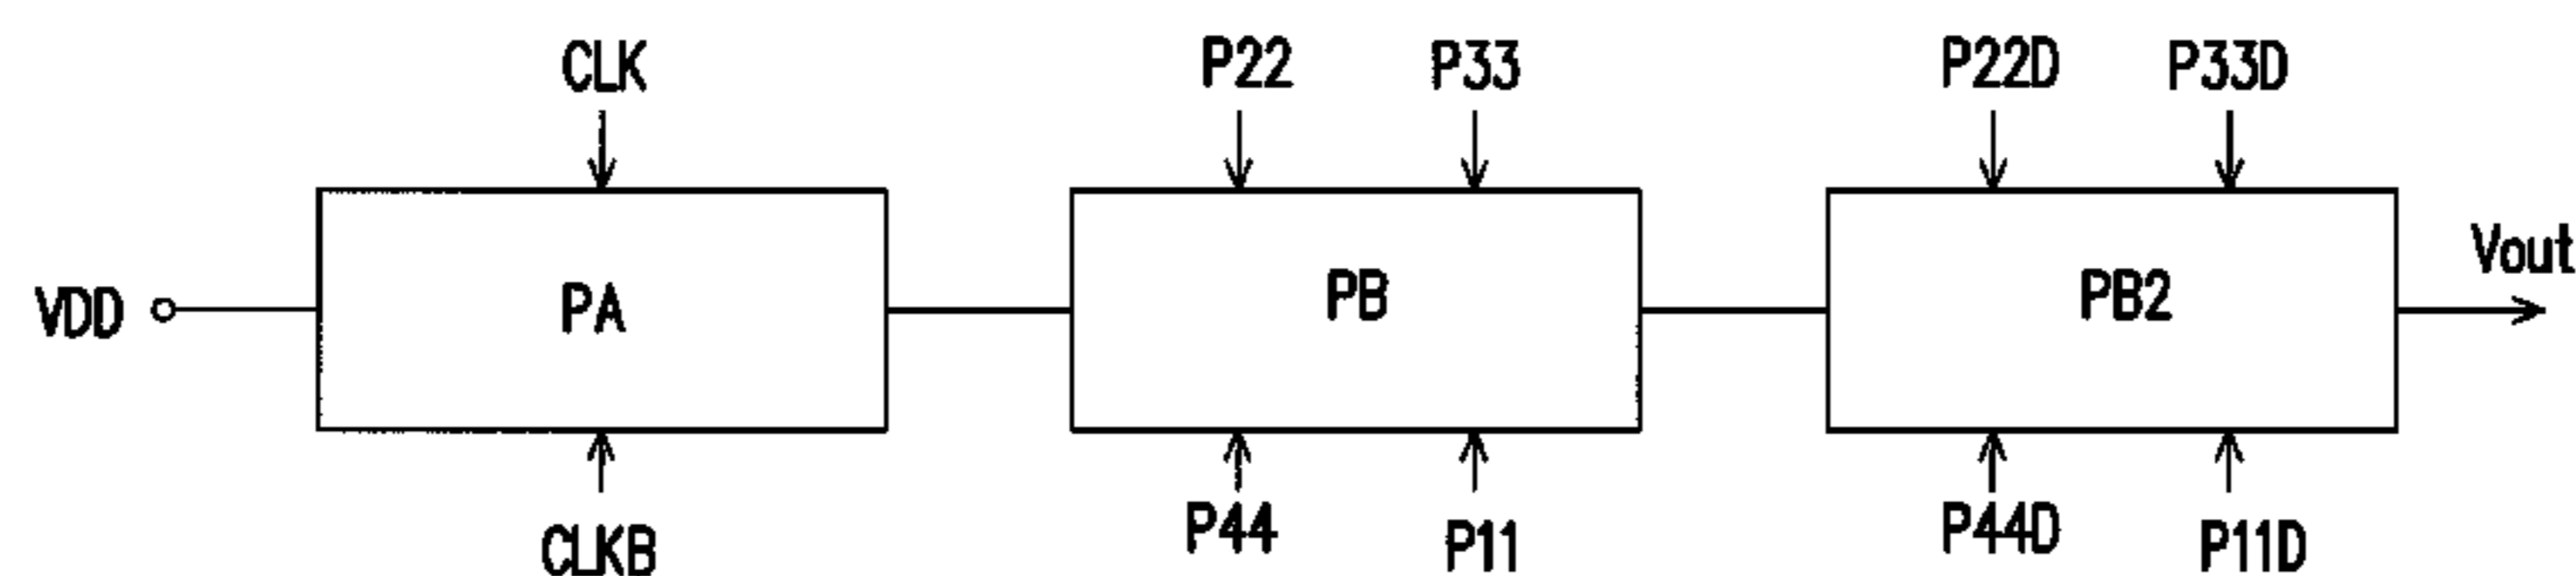 CLK P22 P33 P22D P33D
Vout
VDD PA PB PB2
P44 P11 P44D P11D
CLKB